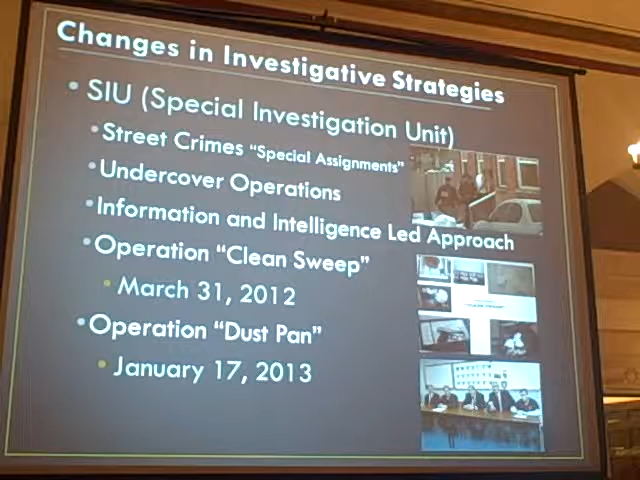 Changes in Investigative Strategies
• SIU (Special Investigation Unit)
• Street Crimes “Special Assignments”
• Undercover Operations
• Information and Intelligence Led Approach
• Operation “Clean Sweep”
• March 31, 2012
• Operation “Dust Pan”
• January 17, 2013